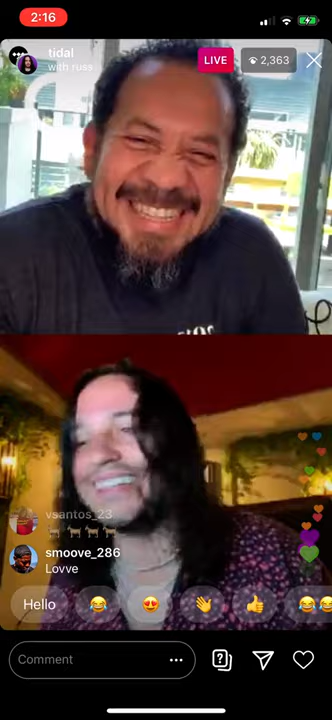 2:16
tidal
with russ
LIVE
2,363
vsantos_23
smoove_286
Lovve
Hello
Comment